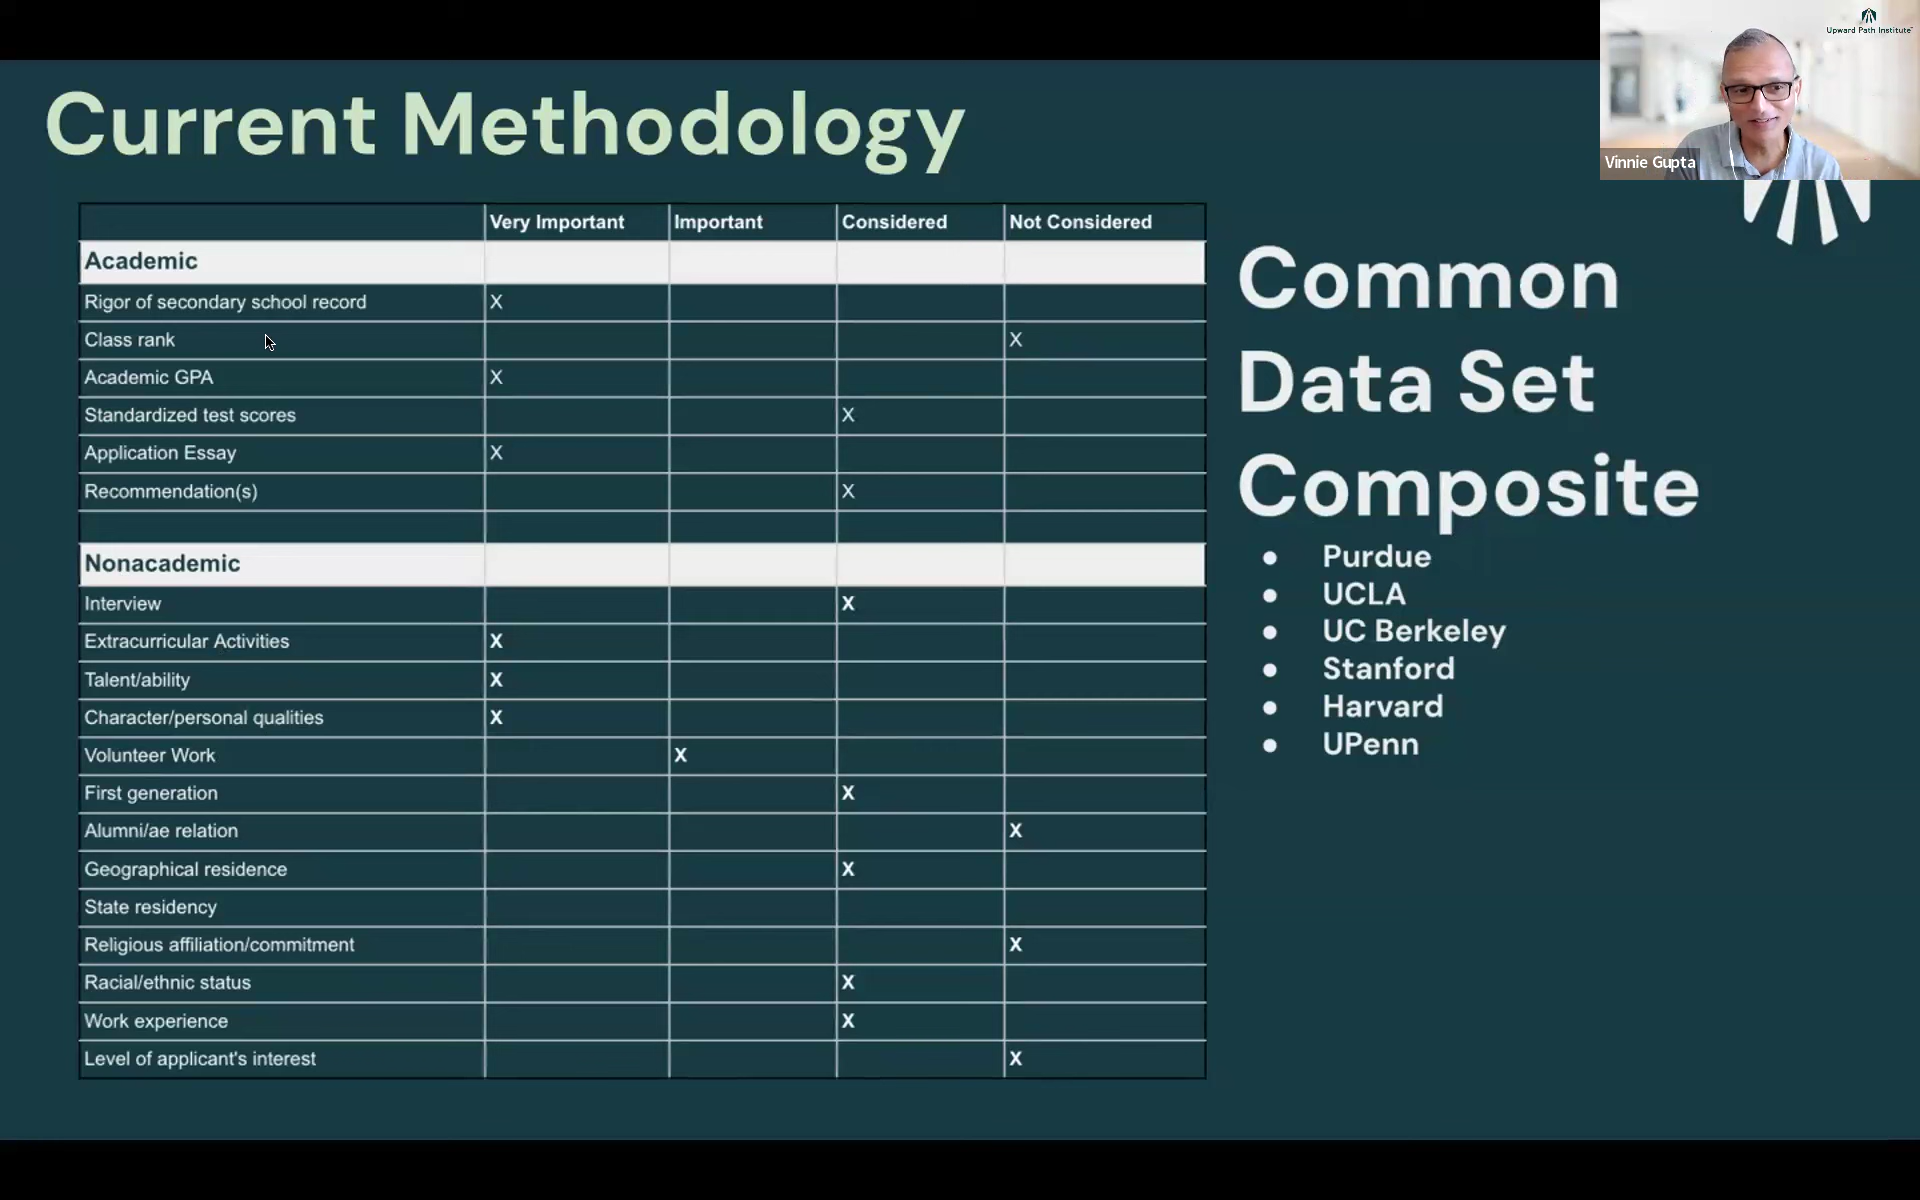 Upward Path Institute
Vinnie Gupta
Current Methodology
Very Important Important Considered Not Considered
Academic
Rigor of secondary school record X
Class rank X
Academic GPA X
Standardized test scores X
Application Essay X
Recommendation(s) X
Nonacademic
Interview X
Extracurricular Activities X
Talent/ability X
Character/personal qualities X
Volunteer Work X
First generation X
Alumni/ae relation X
Geographical residence X
State residency
Religious affiliation/commitment X
Racial/ethnic status X
Work experience X
Level of applicant's interest X
Common
Data Set
Composite
● Purdue
● UCLA
● UC Berkeley
● Stanford
● Harvard
● UPenn